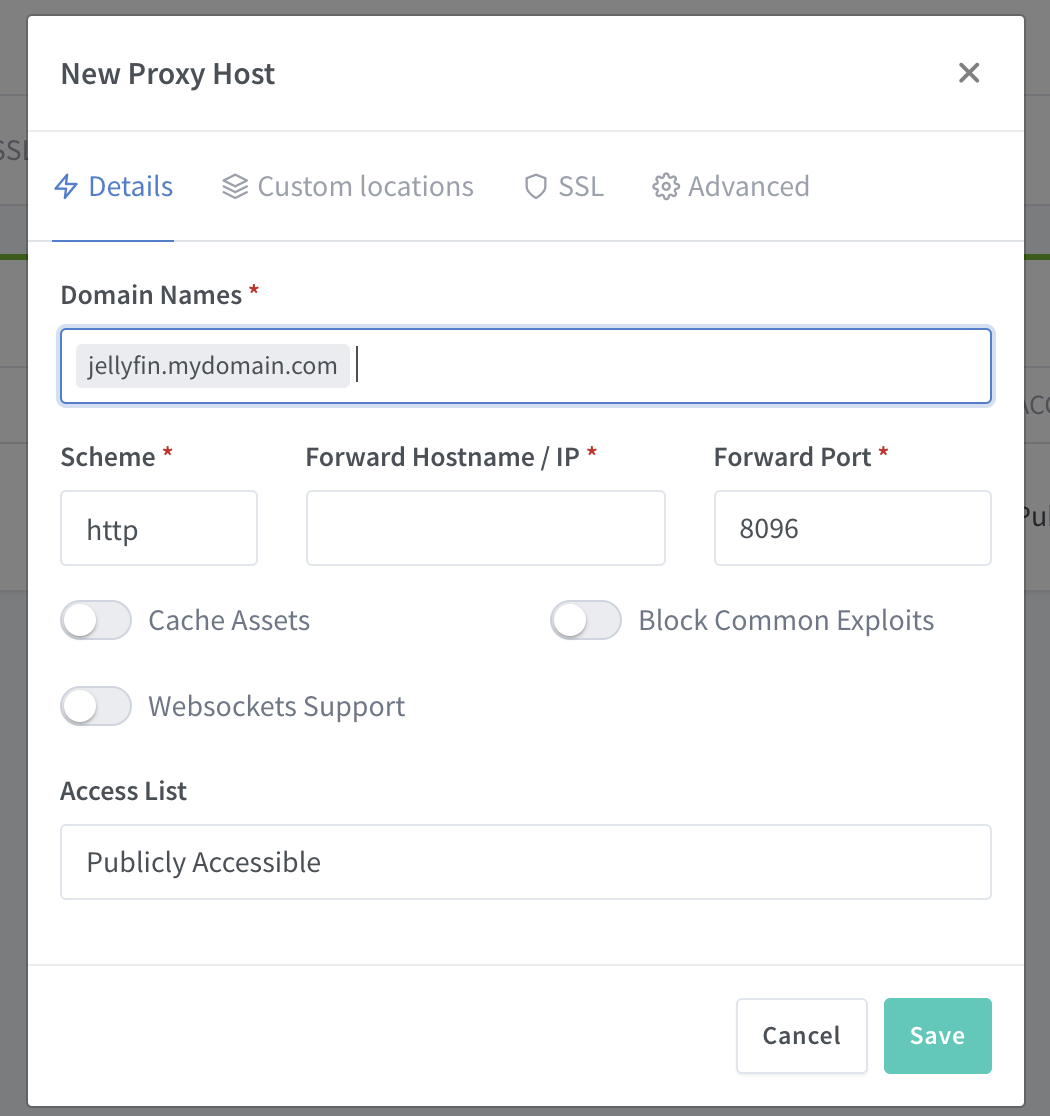 New Proxy Host
Details Custom locations SSL Advanced
Domain Names *
jellyfin.mydomain.com
Scheme * Forward Hostname / IP * Forward Port *
http 8096
Cache Assets Block Common Exploits
Websockets Support
Access List
Publicly Accessible
Cancel Save